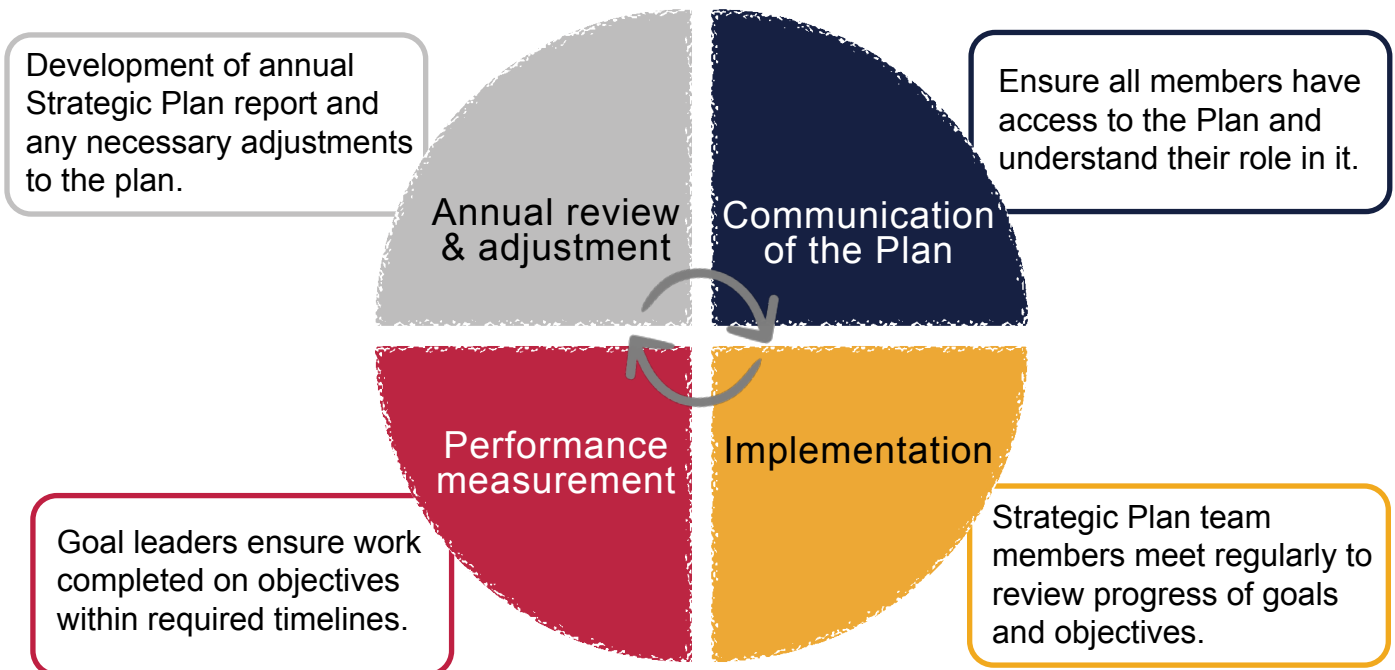 Development of annual
Strategic Plan report and
any necessary adjustments
to the plan.
Annual review
& adjustment
Communication
of the Plan
Ensure all members have
access to the Plan and
understand their role in it.
Goal leaders ensure work
completed on objectives
within required timelines.
Performance
measurement
Implementation
Strategic Plan team
members meet regularly to
review progress of goals
and objectives.